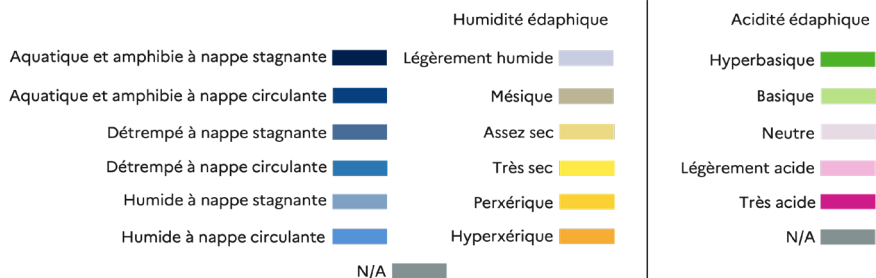 Humidité édaphique
Aquatique et amphibie à nappe stagnante
Aquatique et amphibie à nappe circulante
Détrempé à nappe stagnante
Détrempé à nappe circulante
Humide à nappe stagnante
Humide à nappe circulante
Légèrement humide
Mésique
Assez sec
Très sec
Perxérique
Hyperxérique
N/A
Acidité édaphique
Hyperbasique
Basique
Neutre
Légèrement acide
Très acide
N/A